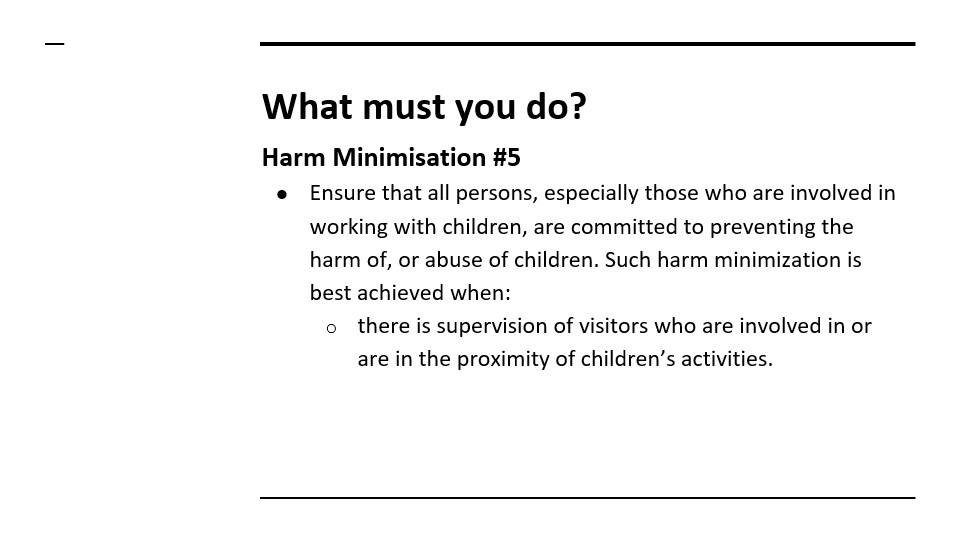 What must you do?
Harm Minimisation #5
● Ensure that all persons, especially those who are involved in
working with children, are committed to preventing the
harm of, or abuse of children. Such harm minimization is
best achieved when:
○ there is supervision of visitors who are involved in or
are in the proximity of children’s activities.